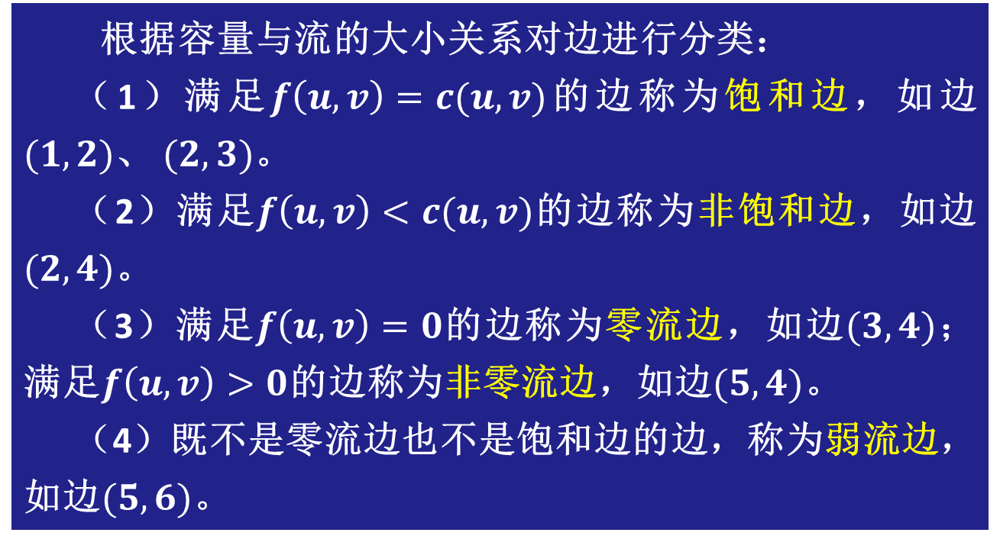 根据容量与流的大小关系对边进行分类：
（1）满足f(u,v) = c(u,v)的边称为饱和边，如边
(1,2)、 (2,3)。
（2）满足f(u,v) < c(u,v)的边称为非饱和边，如边
(2,4)。
（3）满足f(u,v) = 0的边称为零流边，如边(3,4)；
满足f(u,v) > 0的边称为非零流边，如边(5,4)。
（4）既不是零流边也不是饱和边的边，称为弱流边，
如边(5,6)。